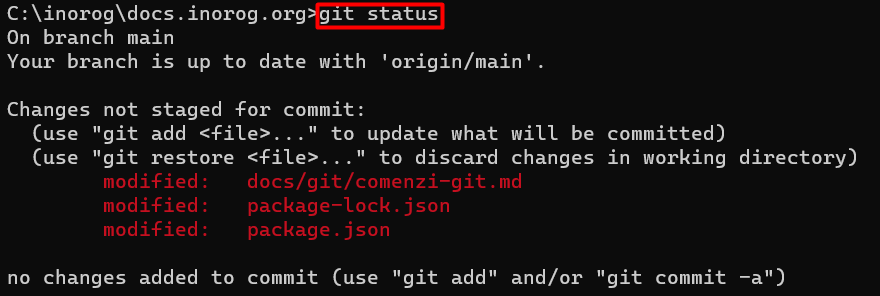 C:\inorog\docs.inorog.org>git status
On branch main
Your branch is up to date with 'origin/main'.
Changes not staged for commit:
(use "git add <file>..." to update what will be committed)
(use "git restore <file>..." to discard changes in working directory)
modified: docs/git/comenzi-git.md
modified: package-lock.json
modified: package.json
no changes added to commit (use "git add" and/or "git commit -a")